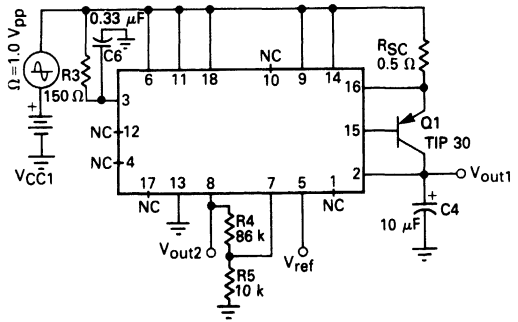 0.33 µF
C6
Ω = 1.0 Vpp
R3
150 Ω
+
VCC1
6 11 18 NC 10 9 14
RSC
0.5 Ω
3
16
NC 12
15
Q1
TIP 30
NC 4
2
Vout1
17 13 8 7 5 1
NC
NC
+
C4
10 µF
R4
86 k
Vout2
Vref
R5
10 k